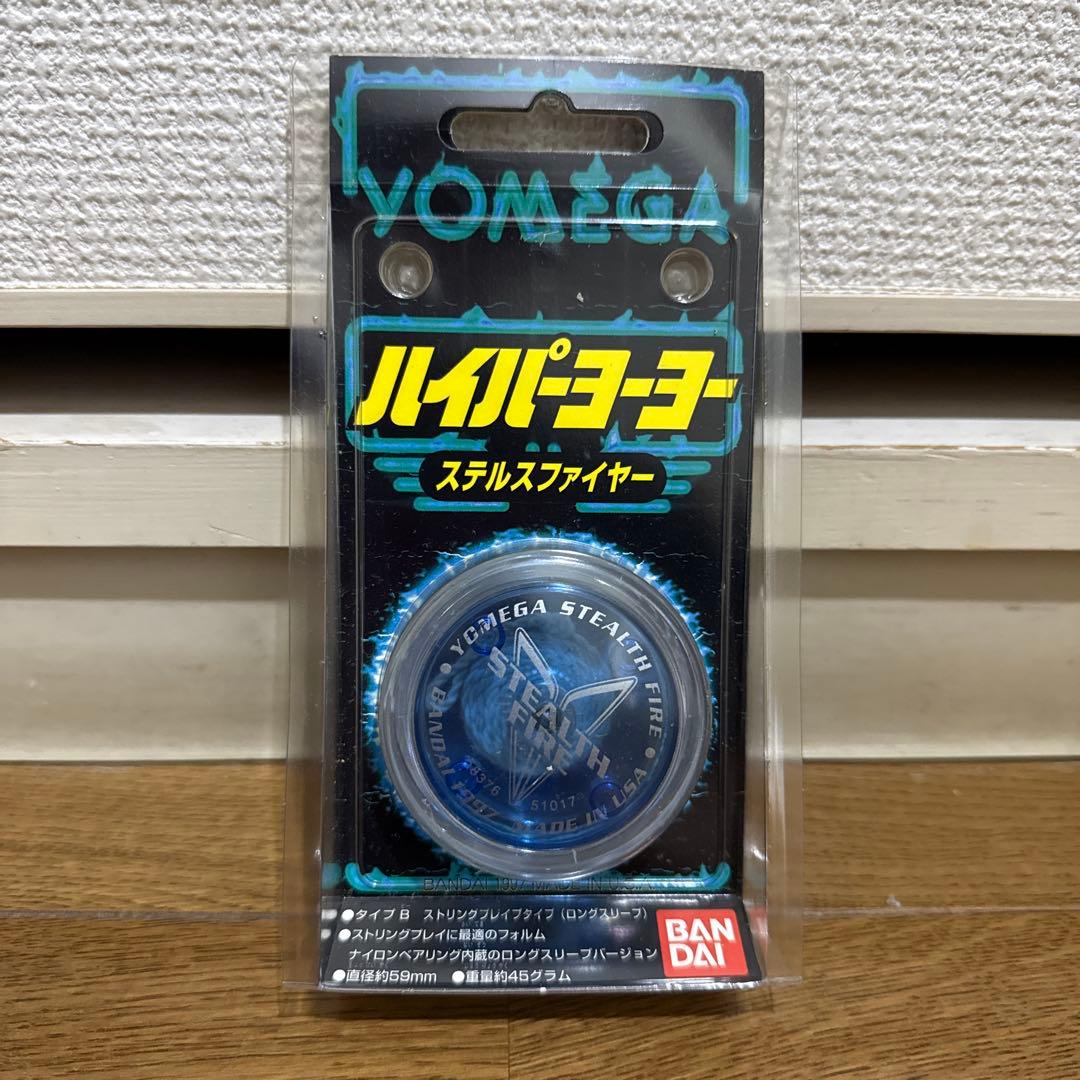 YOMEGA
ハイパーヨーヨー
ステルスファイヤー
YOMEGA STEALTH FIRE
STEALTH
FIRE
51017
BANDAI 1997 MADE IN USA
BANDAI 1997 MADE IN U.S.A
●タイプB ストリングプレイプタイプ（ロングスリープ）
●ストリングプレイに最適のフォルム
ナイロンベアリング内蔵のロングスリープバージョン
●直径約59mm ●重量約45グラム
BAN
DAI